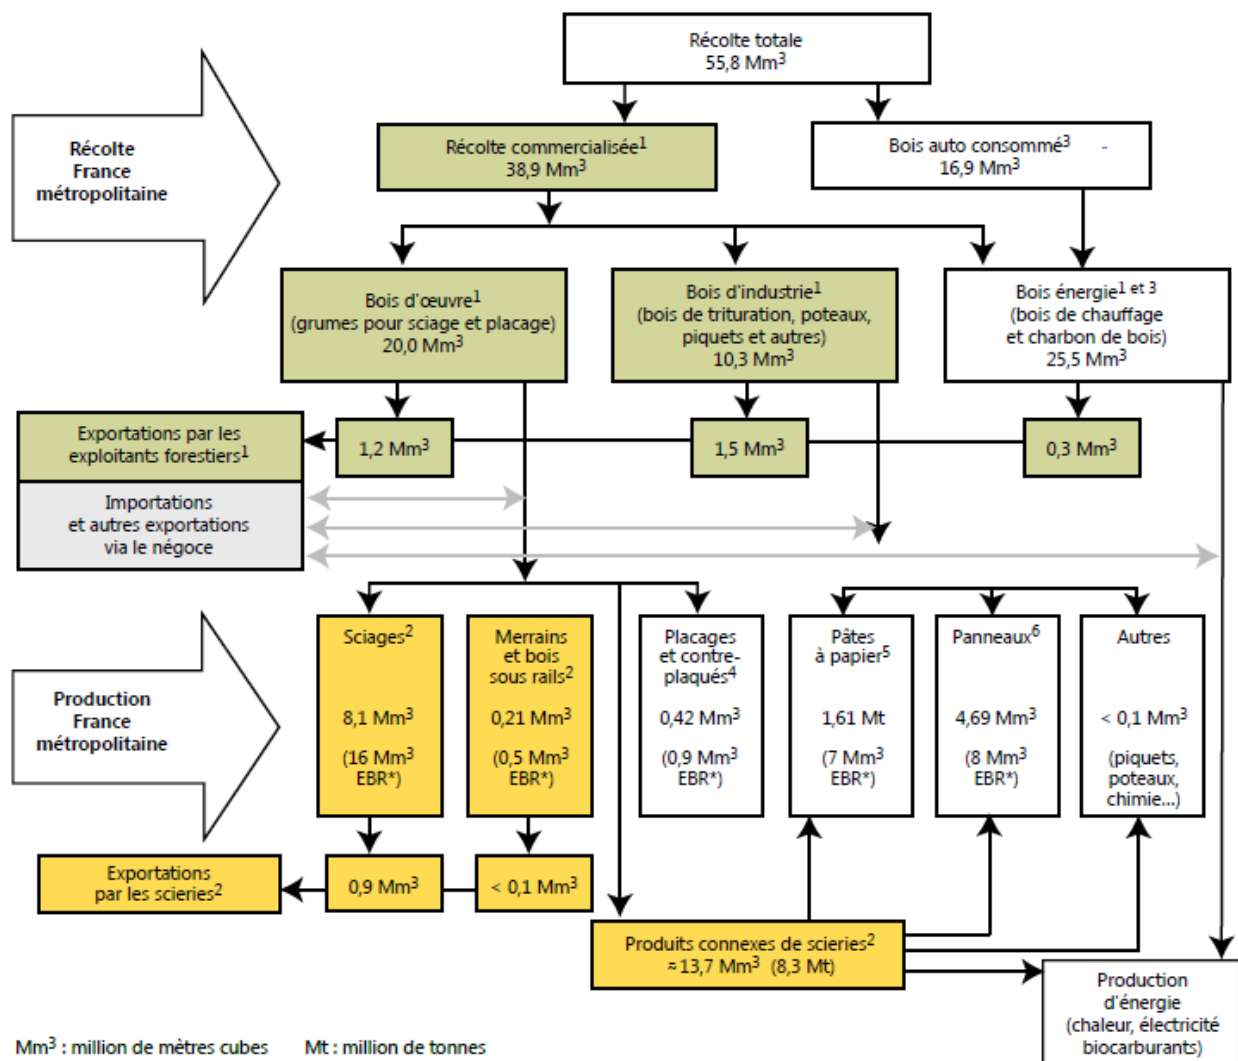 Récolte totale
55,8 Mm³
Récolte
France
métropolitaine
Récolte commercialisée¹
38,9 Mm³
Bois auto consommé³ -
16,9 Mm³
Bois d'œuvre¹
(grumes pour sciage et placage)
20,0 Mm³
Bois d'industrie¹
(bois de trituration, poteaux,
piquets et autres)
10,3 Mm³
Bois énergie¹ ᵉᵗ ³
(bois de chauffage
et charbon de bois)
25,5 Mm³
Exportations par les
exploitants forestiers¹
1,2 Mm³
1,5 Mm³
0,3 Mm³
Importations
et autres exportations
via le négoce
Production
France
métropolitaine
Sciages²
8,1 Mm³
(16 Mm³
EBR*)
Merrains
et bois
sous rails²
0,21 Mm³
(0,5 Mm³
EBR*)
Placages
et contre-
plaqués⁴
0,42 Mm³
(0,9 Mm³
EBR*)
Pâtes
à papier⁵
1,61 Mt
(7 Mm³
EBR*)
Panneaux⁶
4,69 Mm³
(8 Mm³
EBR*)
Autres
< 0,1 Mm³
(piquets,
poteaux,
chimie...)
Exportations
par les scieries²
0,9 Mm³
< 0,1 Mm³
Produits connexes de scieries²
≈13,7 Mm³ (8,3 Mt)
Production
d'énergie
(chaleur, électricité
biocarburants)
Mm³ : million de mètres cubes Mt : million de tonnes